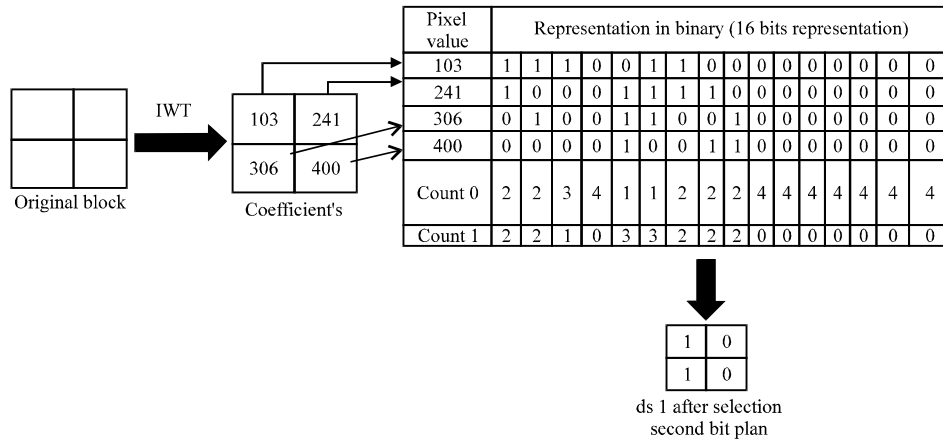 Pixel value
Representation in binary (16 bits representation)
103 1 1 1 0 0 1 1 0 0 0 0 0 0 0 0 0
241 1 0 0 0 1 1 1 1 0 0 0 0 0 0 0 0
306 0 1 0 0 1 1 0 0 1 0 0 0 0 0 0 0
400 0 0 0 0 1 0 0 1 1 0 0 0 0 0 0 0
Count 0 2 2 3 4 1 1 2 2 2 4 4 4 4 4 4 4
Count 1 2 2 1 0 3 3 2 2 2 0 0 0 0 0 0 0
IWT
103 241
306 400
Original block
Coefficient's
1 0
1 0
ds 1 after selection
second bit plan